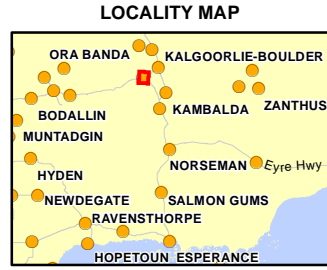 LOCALITY MAP
ORA BANDA
KALGOORLIE-BOULDER
ZANTHUS
KAMBALDA
BODALLIN
MUNTADGIN
NORSEMAN
Eyre Hwy
HYDEN
NEWDEGATE
SALMON GUMS
RAVENSTHORPE
HOPETOUN ESPERANCE